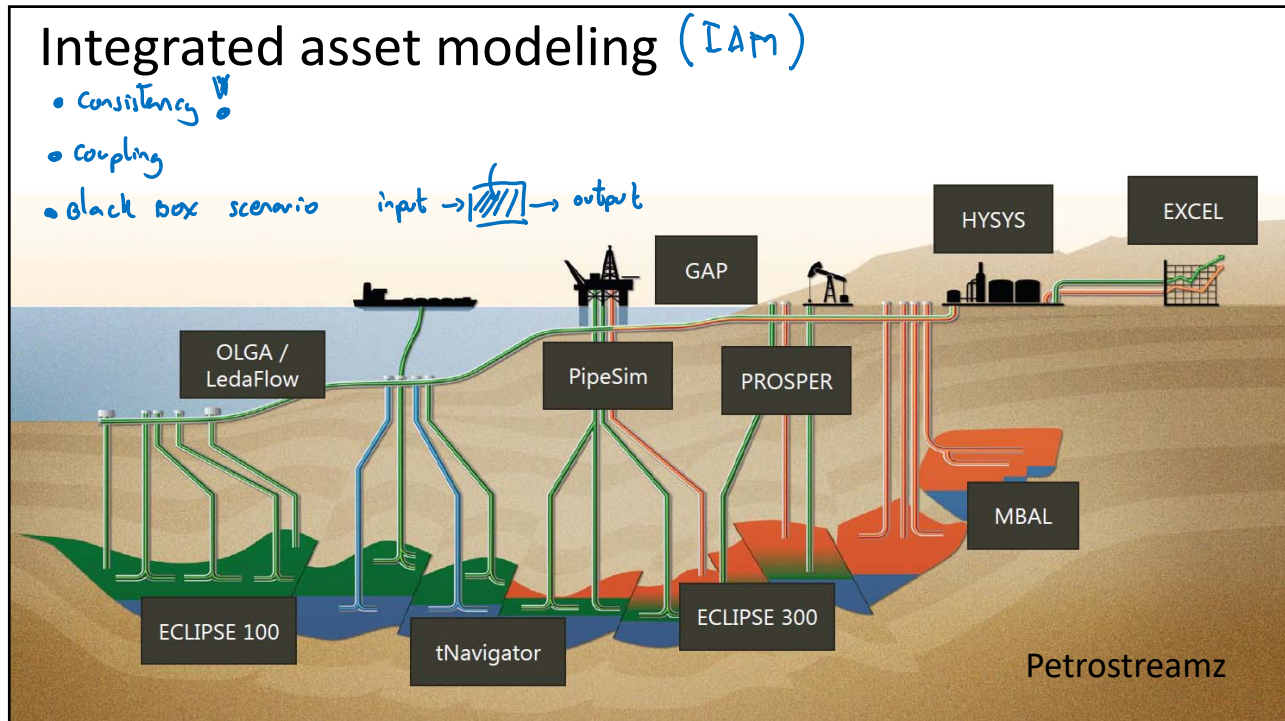 Integrated asset modeling (IAM)
• Consistency !
• Coupling
• Black Box scenario input → → output
HYSYS
EXCEL
GAP
OLGA /
LedaFlow
PipeSim
PROSPER
MBAL
ECLIPSE 100
tNavigator
ECLIPSE 300
Petrostreamz